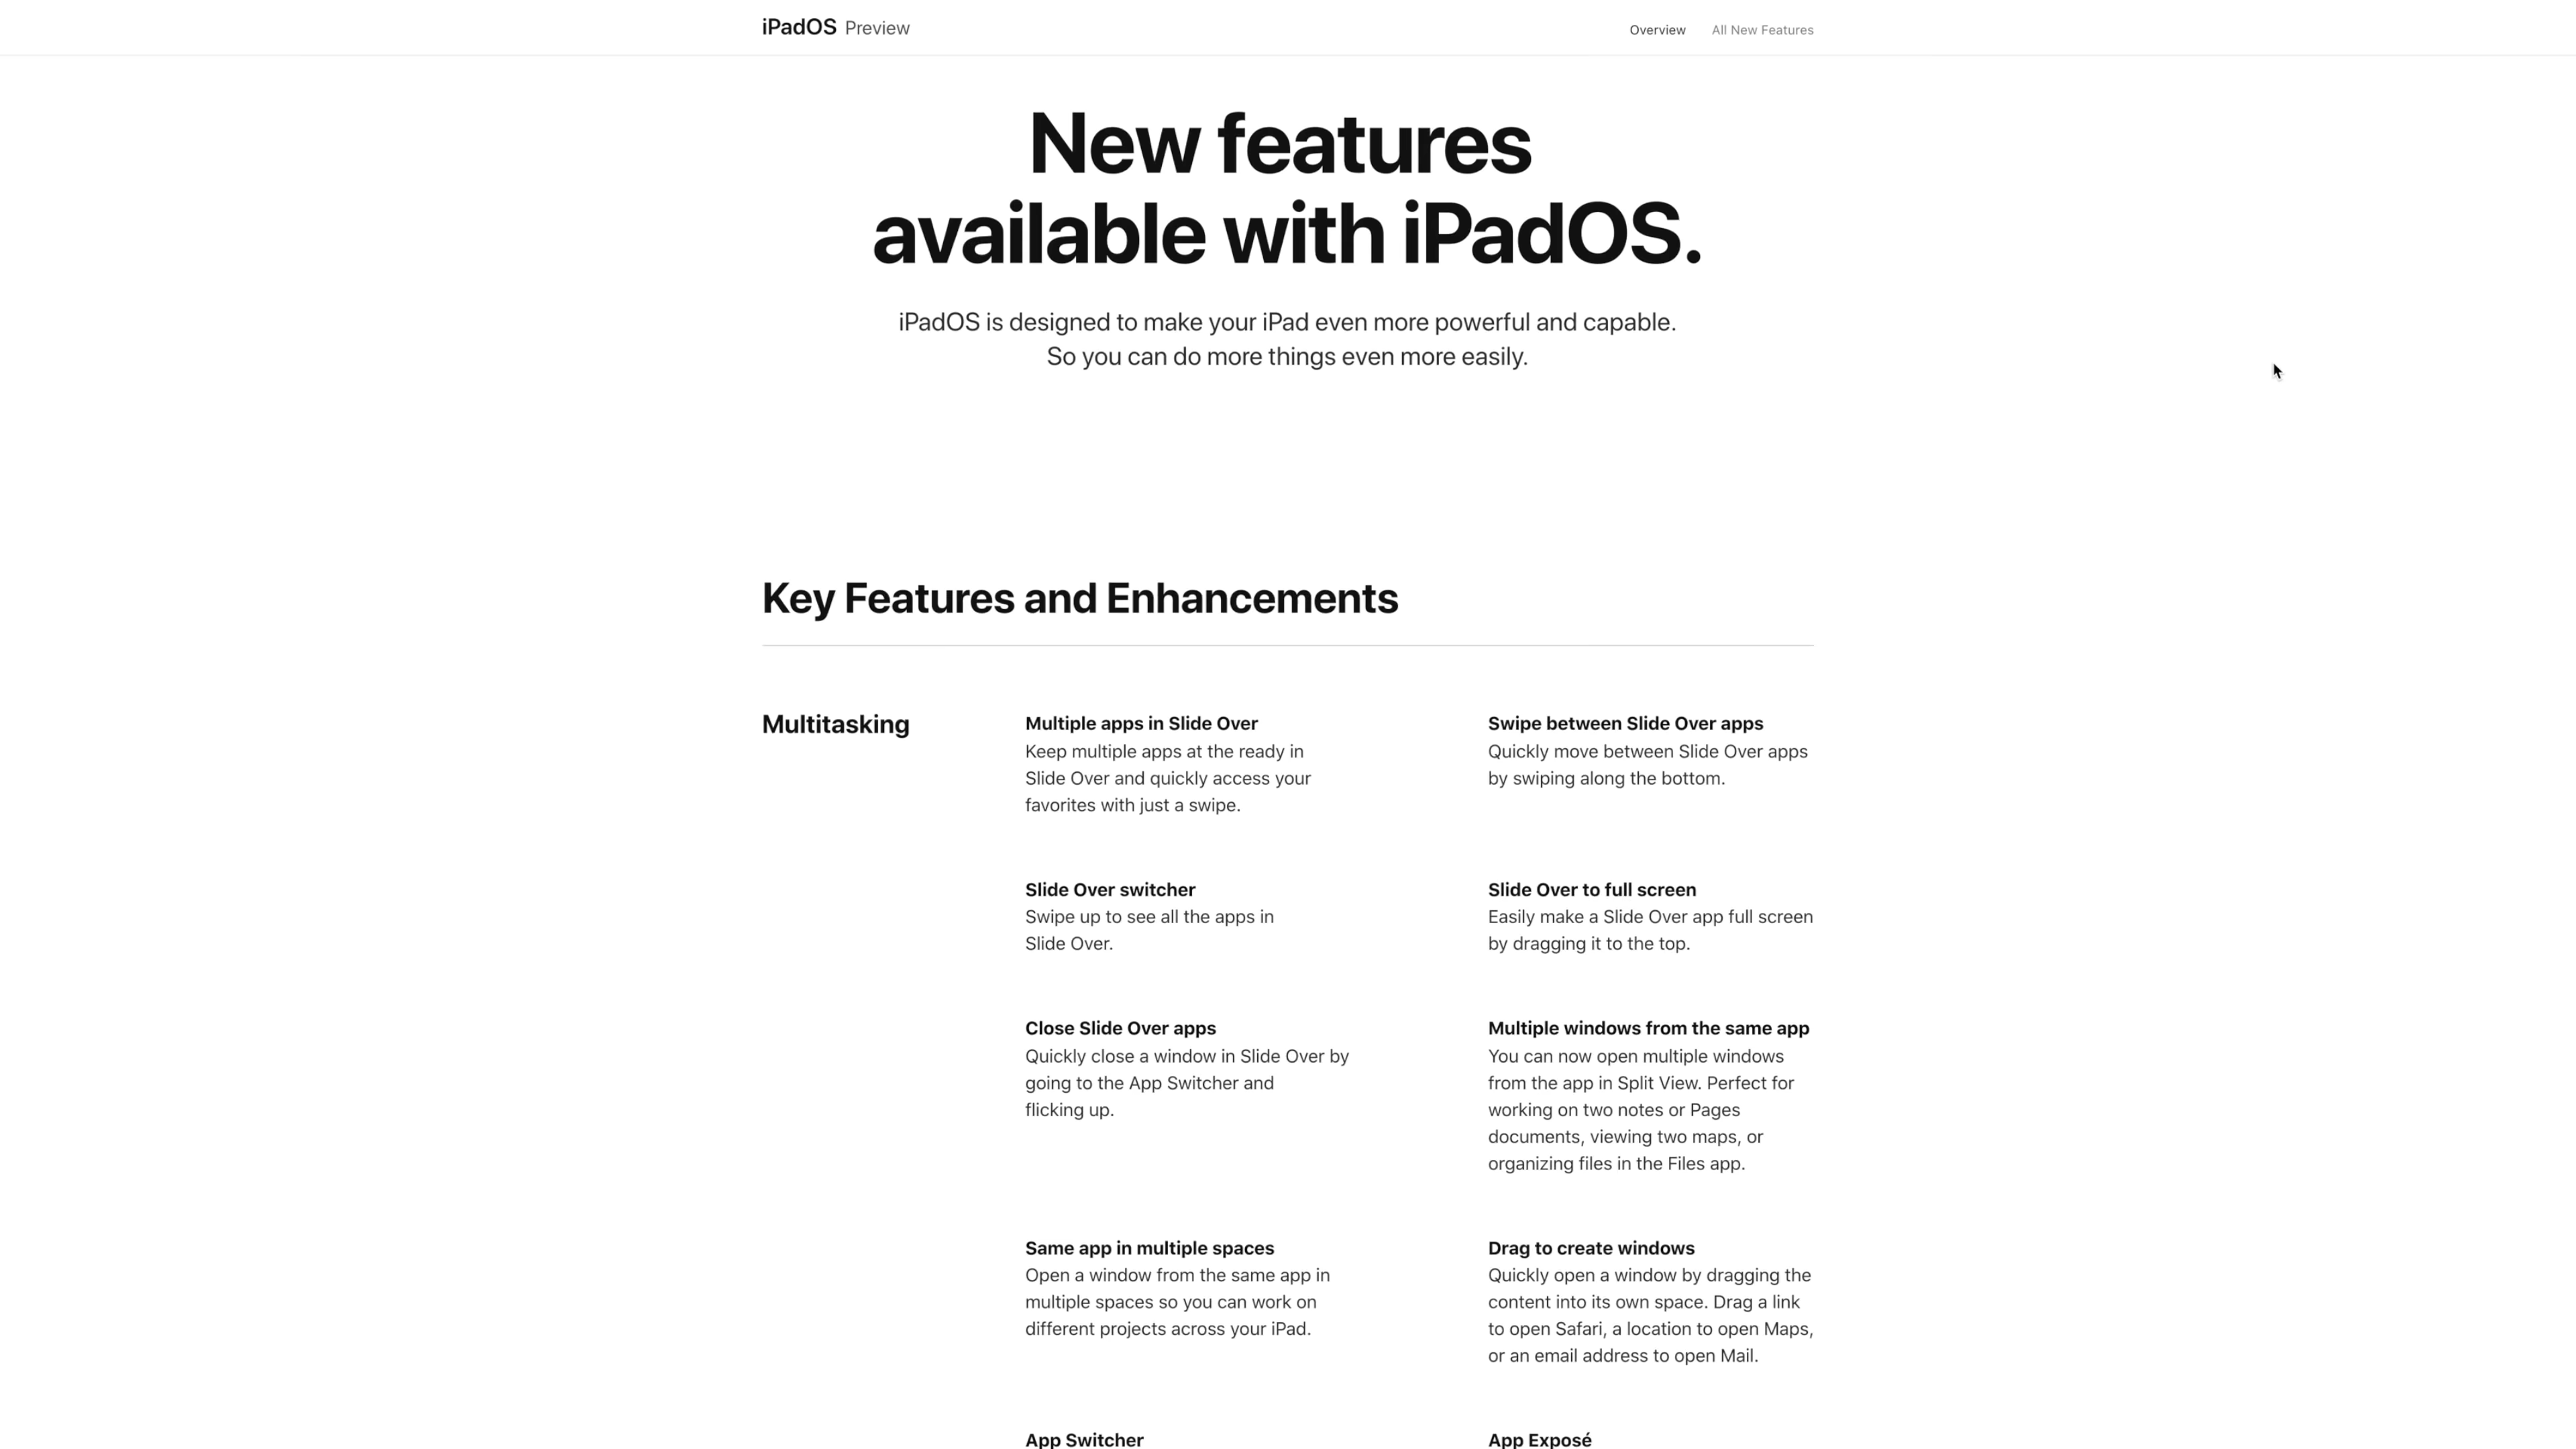 iPadOS Preview
Overview
All New Features
New features
available with iPadOS.
iPadOS is designed to make your iPad even more powerful and capable.
So you can do more things even more easily.
Key Features and Enhancements
Multitasking
Multiple apps in Slide Over
Keep multiple apps at the ready in
Slide Over and quickly access your
favorites with just a swipe.
Swipe between Slide Over apps
Quickly move between Slide Over apps
by swiping along the bottom.
Slide Over switcher
Swipe up to see all the apps in
Slide Over.
Slide Over to full screen
Easily make a Slide Over app full screen
by dragging it to the top.
Close Slide Over apps
Quickly close a window in Slide Over by
going to the App Switcher and
flicking up.
Multiple windows from the same app
You can now open multiple windows
from the app in Split View. Perfect for
working on two notes or Pages
documents, viewing two maps, or
organizing files in the Files app.
Same app in multiple spaces
Open a window from the same app in
multiple spaces so you can work on
different projects across your iPad.
Drag to create windows
Quickly open a window by dragging the
content into its own space. Drag a link
to open Safari, a location to open Maps,
or an email address to open Mail.
App Switcher
App Exposé